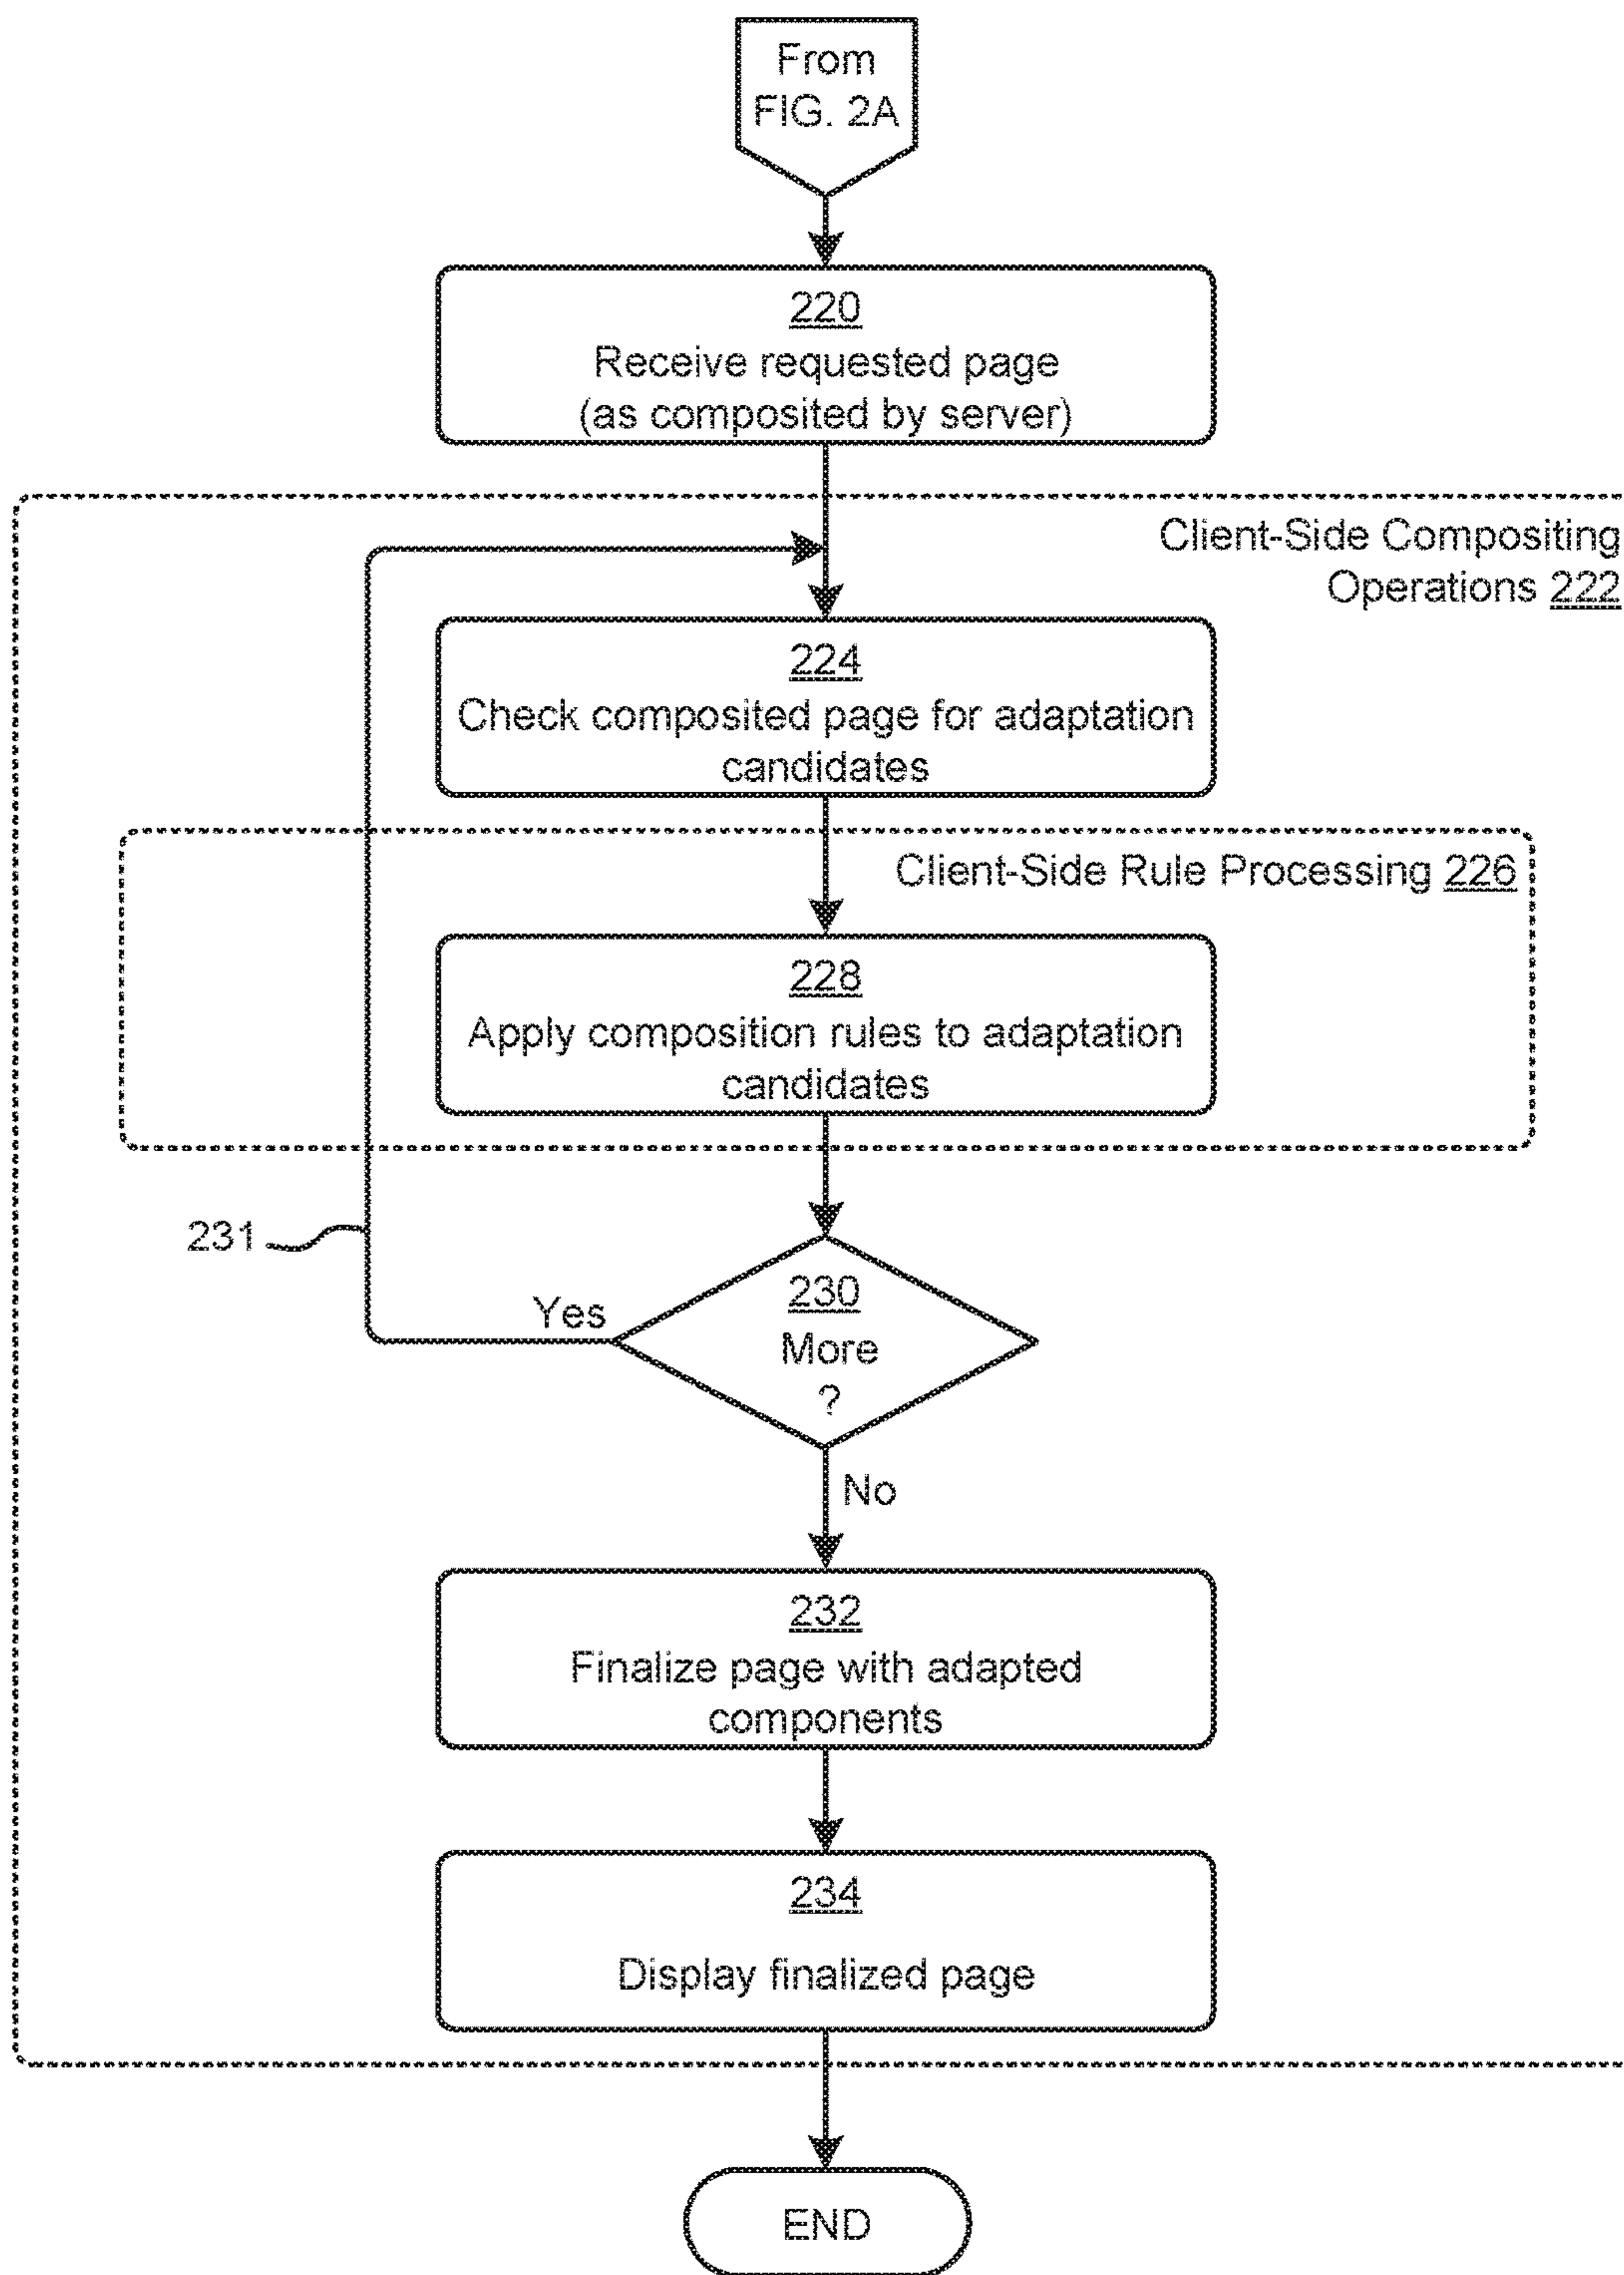 From
FIG. 2A
220
Receive requested page
(as composited by server)
Client-Side Compositing
Operations 222
224
Check composited page for adaptation
candidates
Client-Side Rule Processing 226
228
Apply composition rules to adaptation
candidates
231
Yes
230
More
?
No
232
Finalize page with adapted
components
234
Display finalized page
END